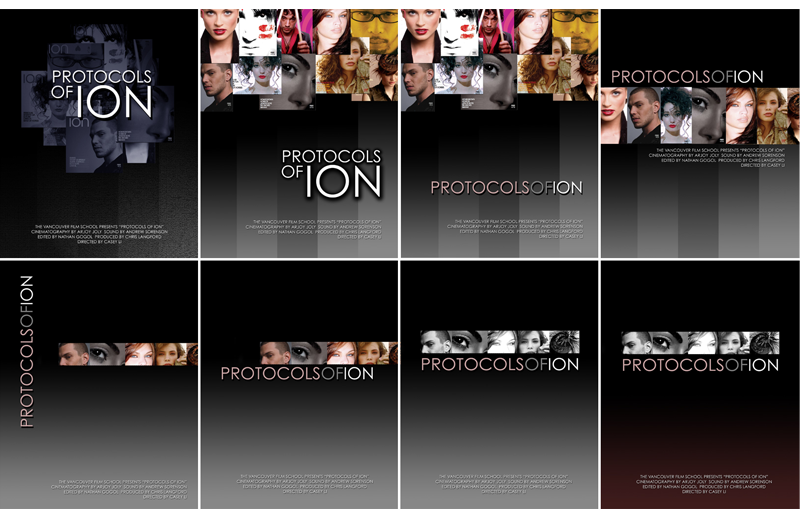 ION
ION
ION
PROTOCOLS
OF ION
THE VANCOUVER FILM SCHOOL PRESENTS "PROTOCOLS OF ION"
CINEMATOGRAPHY BY ARJOY JOLY SOUND BY ANDREW SORENSON
EDITED BY NATHAN GOGOL PRODUCED BY CHRIS LANGFORD
DIRECTED BY CASEY LI
PROTOCOLS
OF ION
THE VANCOUVER FILM SCHOOL PRESENTS "PROTOCOLS OF ION"
CINEMATOGRAPHY BY ARJOY JOLY SOUND BY ANDREW SORENSON
EDITED BY NATHAN GOGOL PRODUCED BY CHRIS LANGFORD
DIRECTED BY CASEY LI
PROTOCOLSOFION
THE VANCOUVER FILM SCHOOL PRESENTS "PROTOCOLS OF ION"
CINEMATOGRAPHY BY ARJOY JOLY SOUND BY ANDREW SORENSON
EDITED BY NATHAN GOGOL PRODUCED BY CHRIS LANGFORD
DIRECTED BY CASEY LI
PROTOCOLSOFION
THE VANCOUVER FILM SCHOOL PRESENTS "PROTOCOLS OF ION"
CINEMATOGRAPHY BY ARJOY JOLY SOUND BY ANDREW SORENSON
EDITED BY NATHAN GOGOL PRODUCED BY CHRIS LANGFORD
DIRECTED BY CASEY LI
PROTOCOLSOFION
THE VANCOUVER FILM SCHOOL PRESENTS "PROTOCOLS OF ION"
CINEMATOGRAPHY BY ARJOY JOLY SOUND BY ANDREW SORENSON
EDITED BY NATHAN GOGOL PRODUCED BY CHRIS LANGFORD
DIRECTED BY CASEY LI
PROTOCOLSOFION
THE VANCOUVER FILM SCHOOL PRESENTS "PROTOCOLS OF ION"
CINEMATOGRAPHY BY ARJOY JOLY SOUND BY ANDREW SORENSON
EDITED BY NATHAN GOGOL PRODUCED BY CHRIS LANGFORD
DIRECTED BY CASEY LI
PROTOCOLSOFION
THE VANCOUVER FILM SCHOOL PRESENTS "PROTOCOLS OF ION"
CINEMATOGRAPHY BY ARJOY JOLY SOUND BY ANDREW SORENSON
EDITED BY NATHAN GOGOL PRODUCED BY CHRIS LANGFORD
DIRECTED BY CASEY LI
PROTOCOLSOFION
THE VANCOUVER FILM SCHOOL PRESENTS "PROTOCOLS OF ION"
CINEMATOGRAPHY BY ARJOY JOLY SOUND BY ANDREW SORENSON
EDITED BY NATHAN GOGOL PRODUCED BY CHRIS LANGFORD
DIRECTED BY CASEY LI